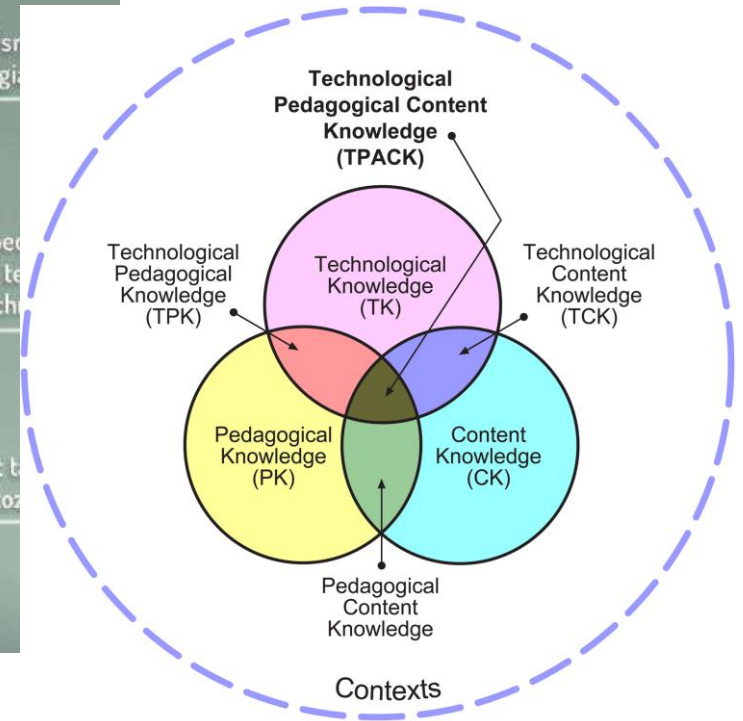 Technological
Pedagogical Content
Knowledge
(TPACK)
Technological
Pedagogical
Knowledge
(TPK)
Technological
Knowledge
(TK)
Technological
Content
Knowledge
(TCK)
Pedagogical
Knowledge
(PK)
Content
Knowledge
(CK)
Pedagogical
Content
Knowledge
Contexts